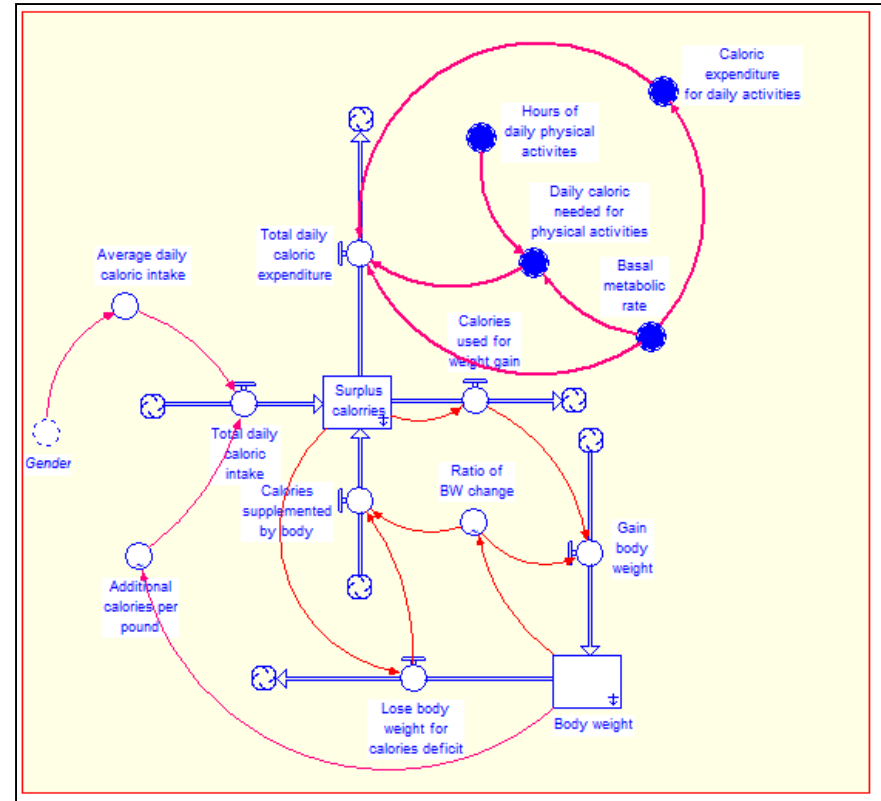 Caloric
expenditure
for daily activities
Hours of
daily physical
activites
Daily caloric
needed for
physical activities
Total daily
caloric
expenditure
Average daily
caloric intake
Basal
metabolic
rate
Calories
used for
weight gain
Surplus
calorries
Total daily
caloric
intake
Gender
Calories
supplemented
by body
Ratio of
BW change
Gain
body
weight
Additional
calories per
pound
Lose body
weight for
calories deficit
Body weight